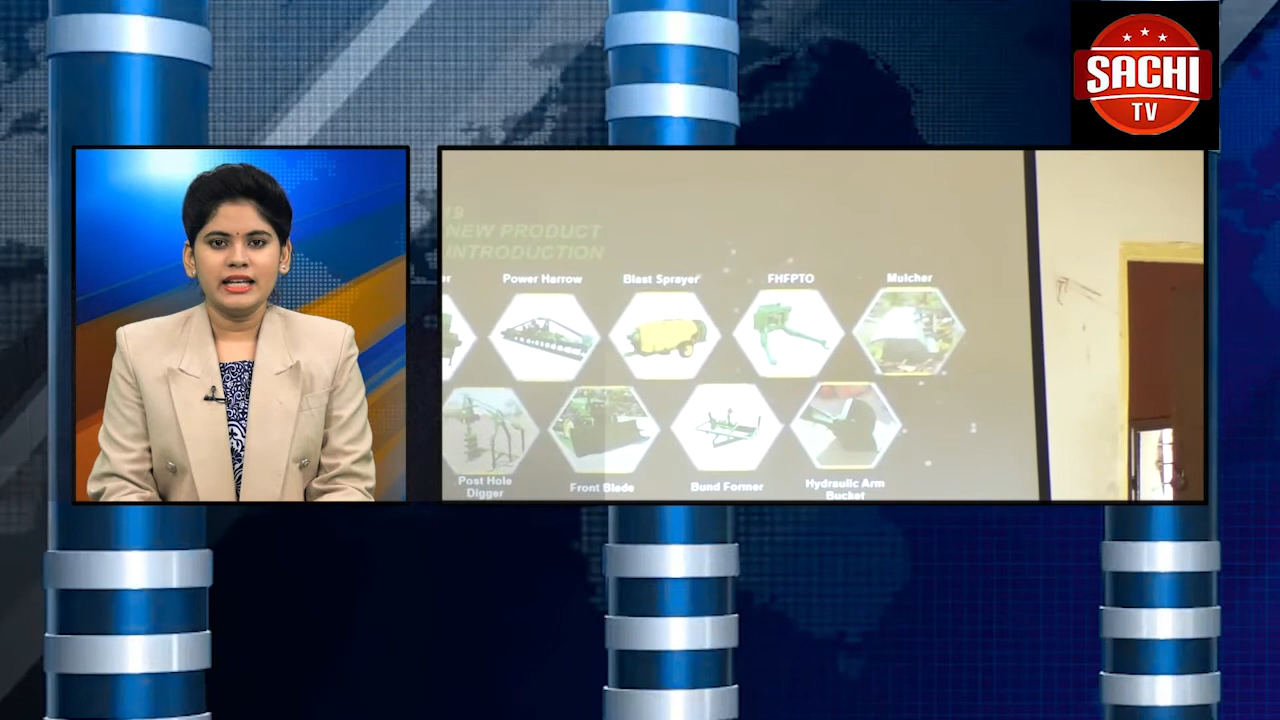 SACHI
TV
19
NEW PRODUCT
INTRODUCTION
Power Harrow
Blast Sprayer
FHFPTO
Mulcher
Post Hole
Digger
Front Blade
Bund Former
Hydraulic Arm
Bucket